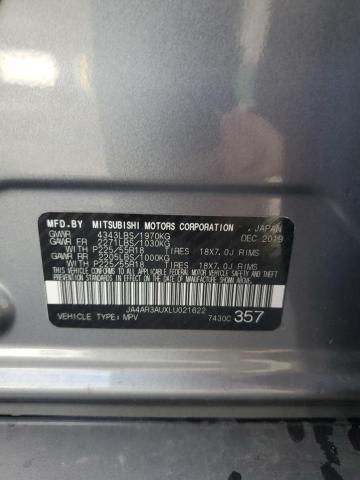 MFD.BY MITSUBISHI MOTORS CORPORATION , JAPAN
GVWR 4343LBS/1970KG DEC 2019
GAWR FR 2271LBS/1030KG
WITH P225/55R18 18X7.0J RIMS
GAWR RR 2205LBS/1000KG
WITH P225/55R18 18X7.0J RIMS
THIS VEHICLE CONFORMS TO ALL APPLICABLE
FEDERAL MOTOR VEHICLE SAFETY, BUMPER
AND THEFT PREVENTION STANDARDS IN EFFECT
ON THE DATE OF MANUFACTURE SHOWN ABOVE.
JA4AR3AUXLU021622
VEHICLE TYPE: MPV 7430C 357